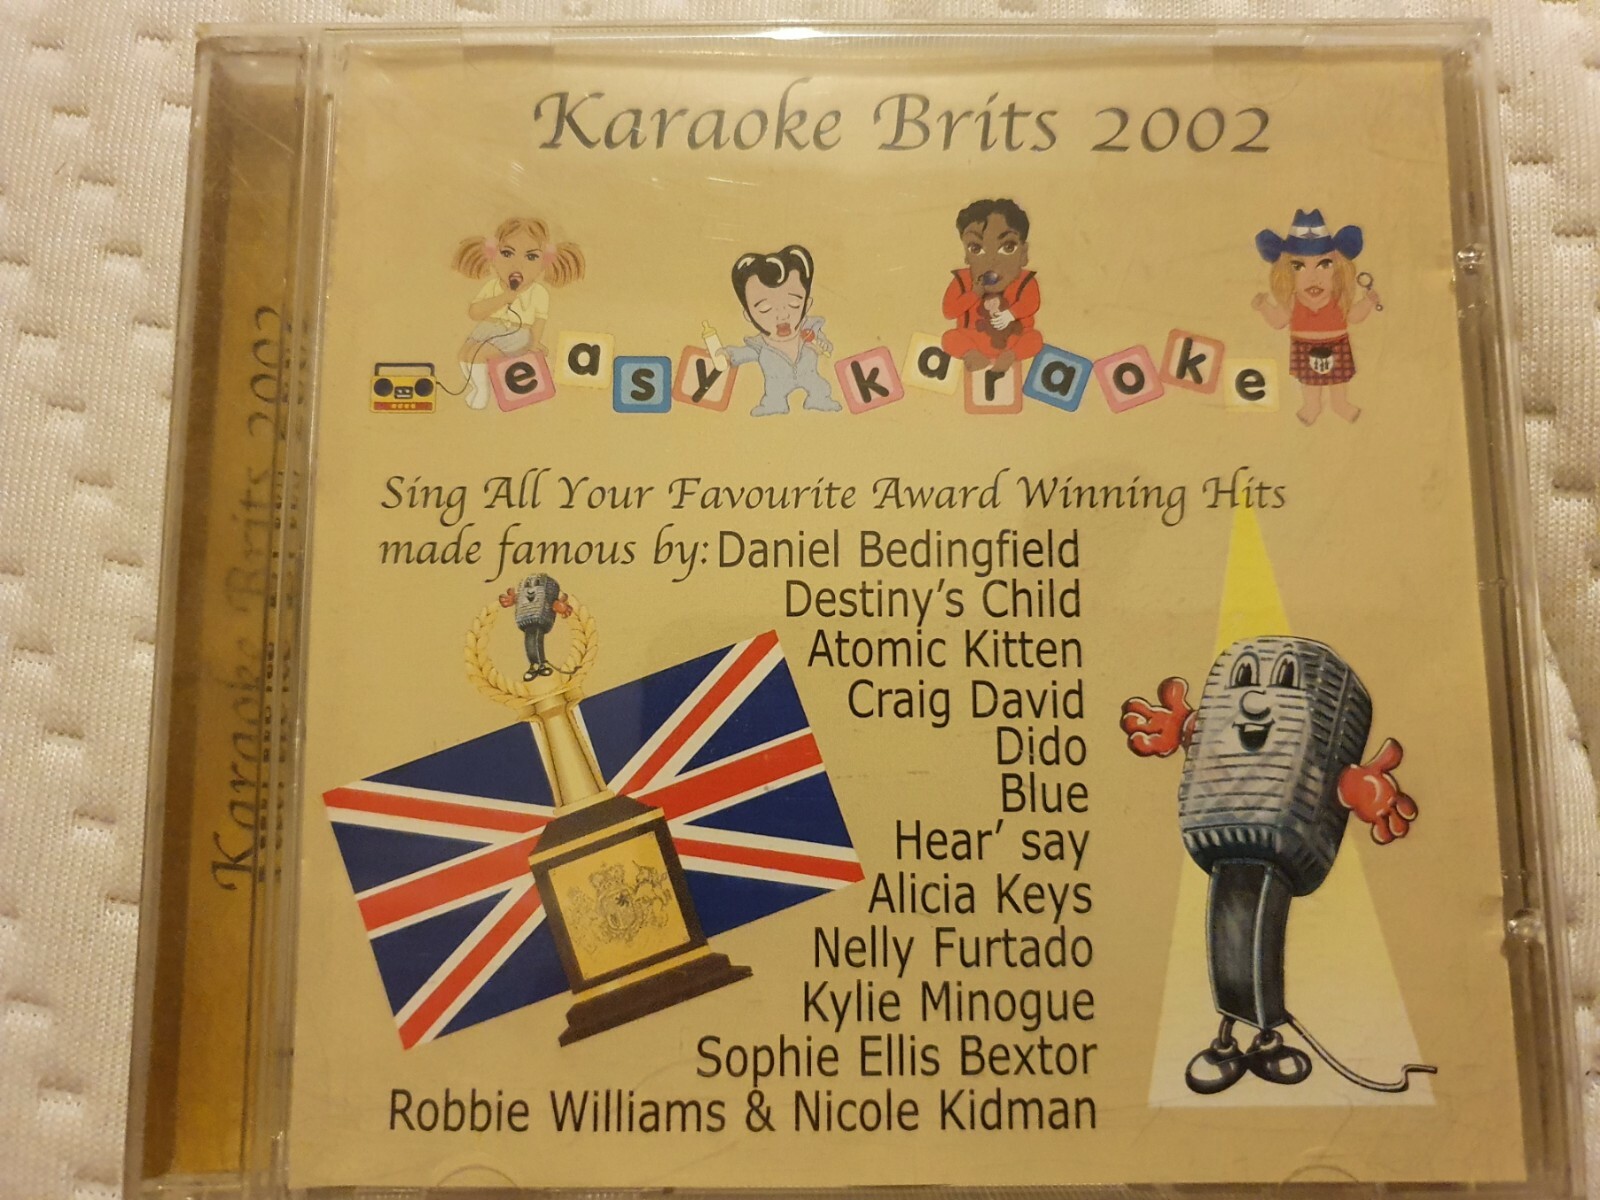 Karaoke Brits 2002
easy karaoke
Sing All Your Favourite Award Winning Hits
made famous by: Daniel Bedingfield
Destiny's Child
Atomic Kitten
Craig David
Dido
Blue
Hear' say
Alicia Keys
Nelly Furtado
Kylie Minogue
Sophie Ellis Bextor
Robbie Williams & Nicole Kidman
Karaoke Brits 2002